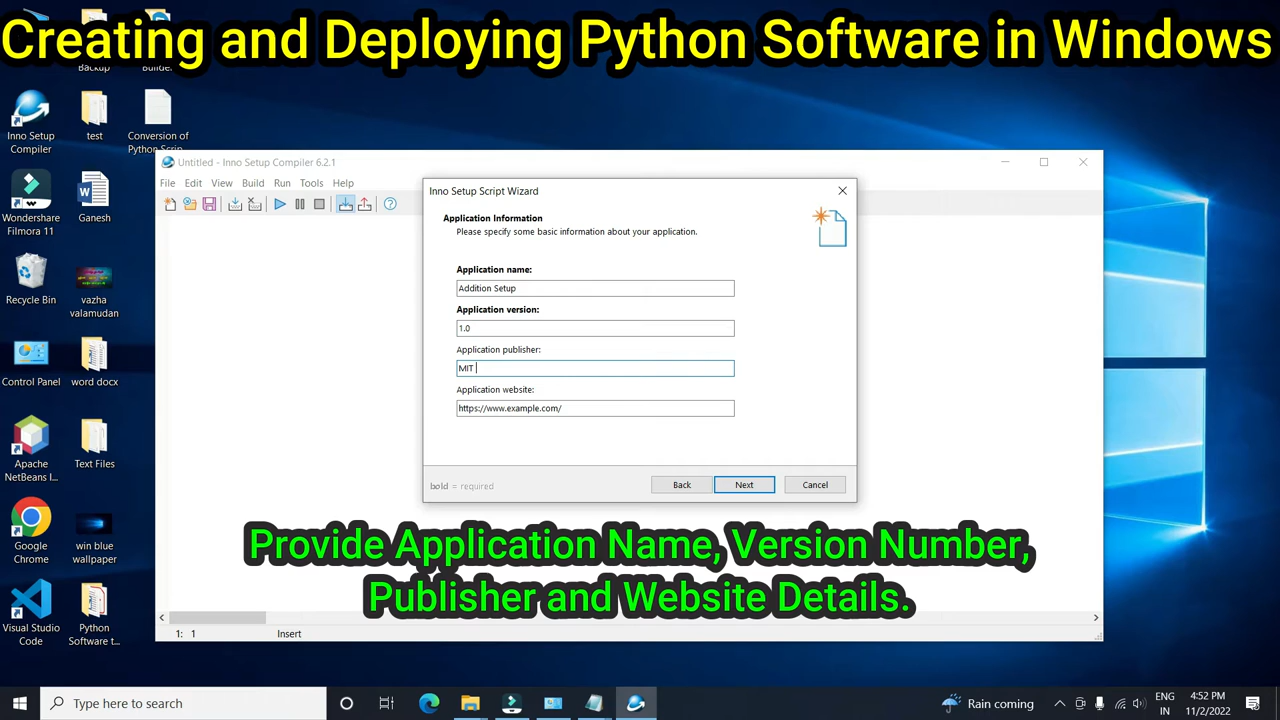 Creating and Deploying Python Software in Windows
Backup
Builder
Inno Setup
Compiler
test
Conversion of
Python Scrip...
Wondershare
Filmora 11
Ganesh
Recycle Bin
vazha
valamudan
Control Panel
word docx
Apache
NetBeans I...
Text Files
Google
Chrome
win blue
wallpaper
Visual Studio
Code
Python
Software t...
Untitled - Inno Setup Compiler 6.2.1
File Edit View Build Run Tools Help
Inno Setup Script Wizard
Application Information
Please specify some basic information about your application.
Application name:
Addition Setup
Application version:
1.0
Application publisher:
MIT
Application website:
https://www.example.com/
bold = required
Back
Next
Cancel
Provide Application Name, Version Number,
Publisher and Website Details.
1: 1 Insert
Type here to search
Rain coming
ENG
IN
4:52 PM
11/2/2022